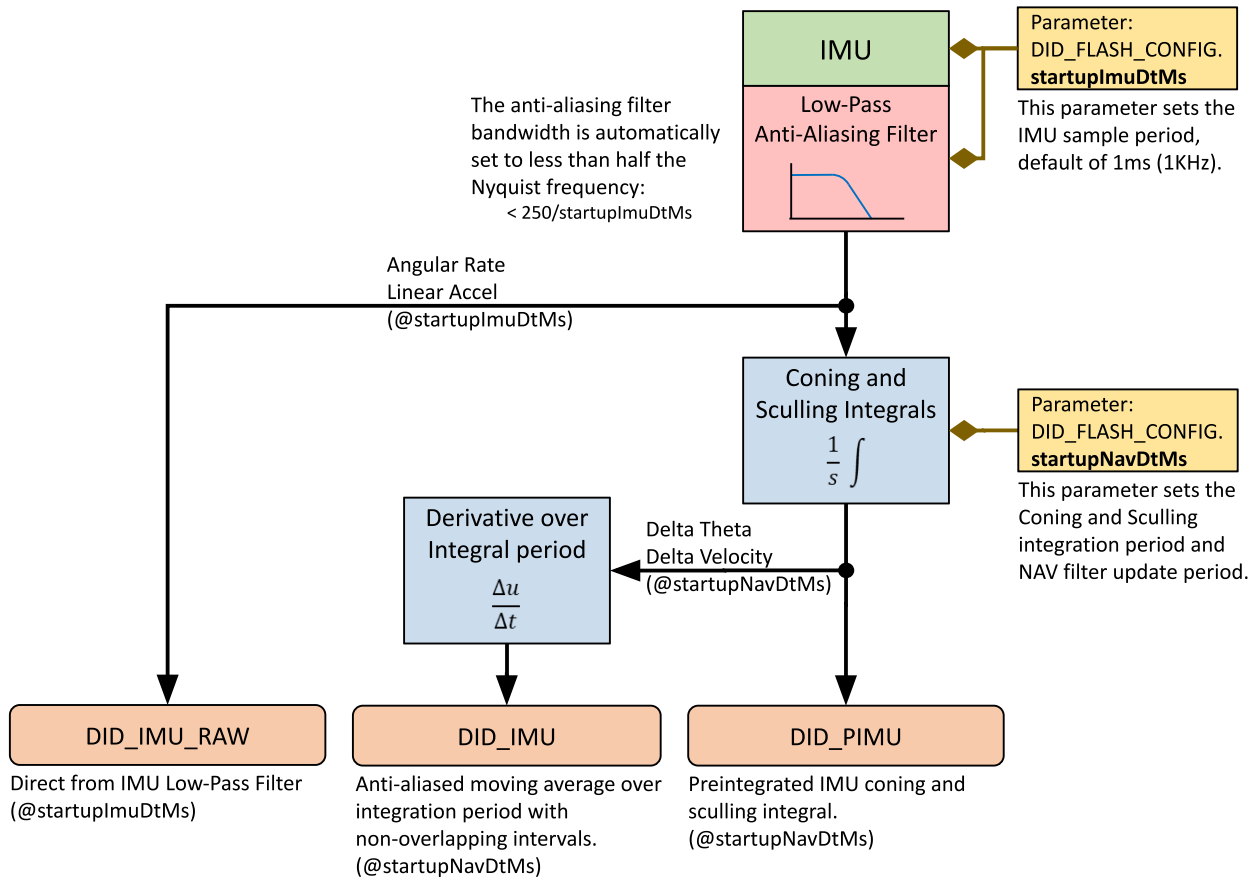 IMU
Parameter:
DID_FLASH_CONFIG.
startupImuDtMs
This parameter sets the
IMU sample period,
default of 1ms (1KHz).
Low-Pass
Anti-Aliasing Filter
The anti-aliasing filter
bandwidth is automatically
set to less than half the
Nyquist frequency:
< 250/startupImuDtMs
Angular Rate
Linear Accel
(@startupImuDtMs)
Coning and
Sculling Integrals
1
s ∫
Parameter:
DID_FLASH_CONFIG.
startupNavDtMs
This parameter sets the
Coning and Sculling
integration period and
NAV filter update period.
Derivative over
Integral period
Δu
Δt
Delta Theta
Delta Velocity
(@startupNavDtMs)
DID_IMU_RAW
Direct from IMU Low-Pass Filter
(@startupImuDtMs)
DID_IMU
Anti-aliased moving average over
integration period with
non-overlapping intervals.
(@startupNavDtMs)
DID_PIMU
Preintegrated IMU coning and
sculling integral.
(@startupNavDtMs)